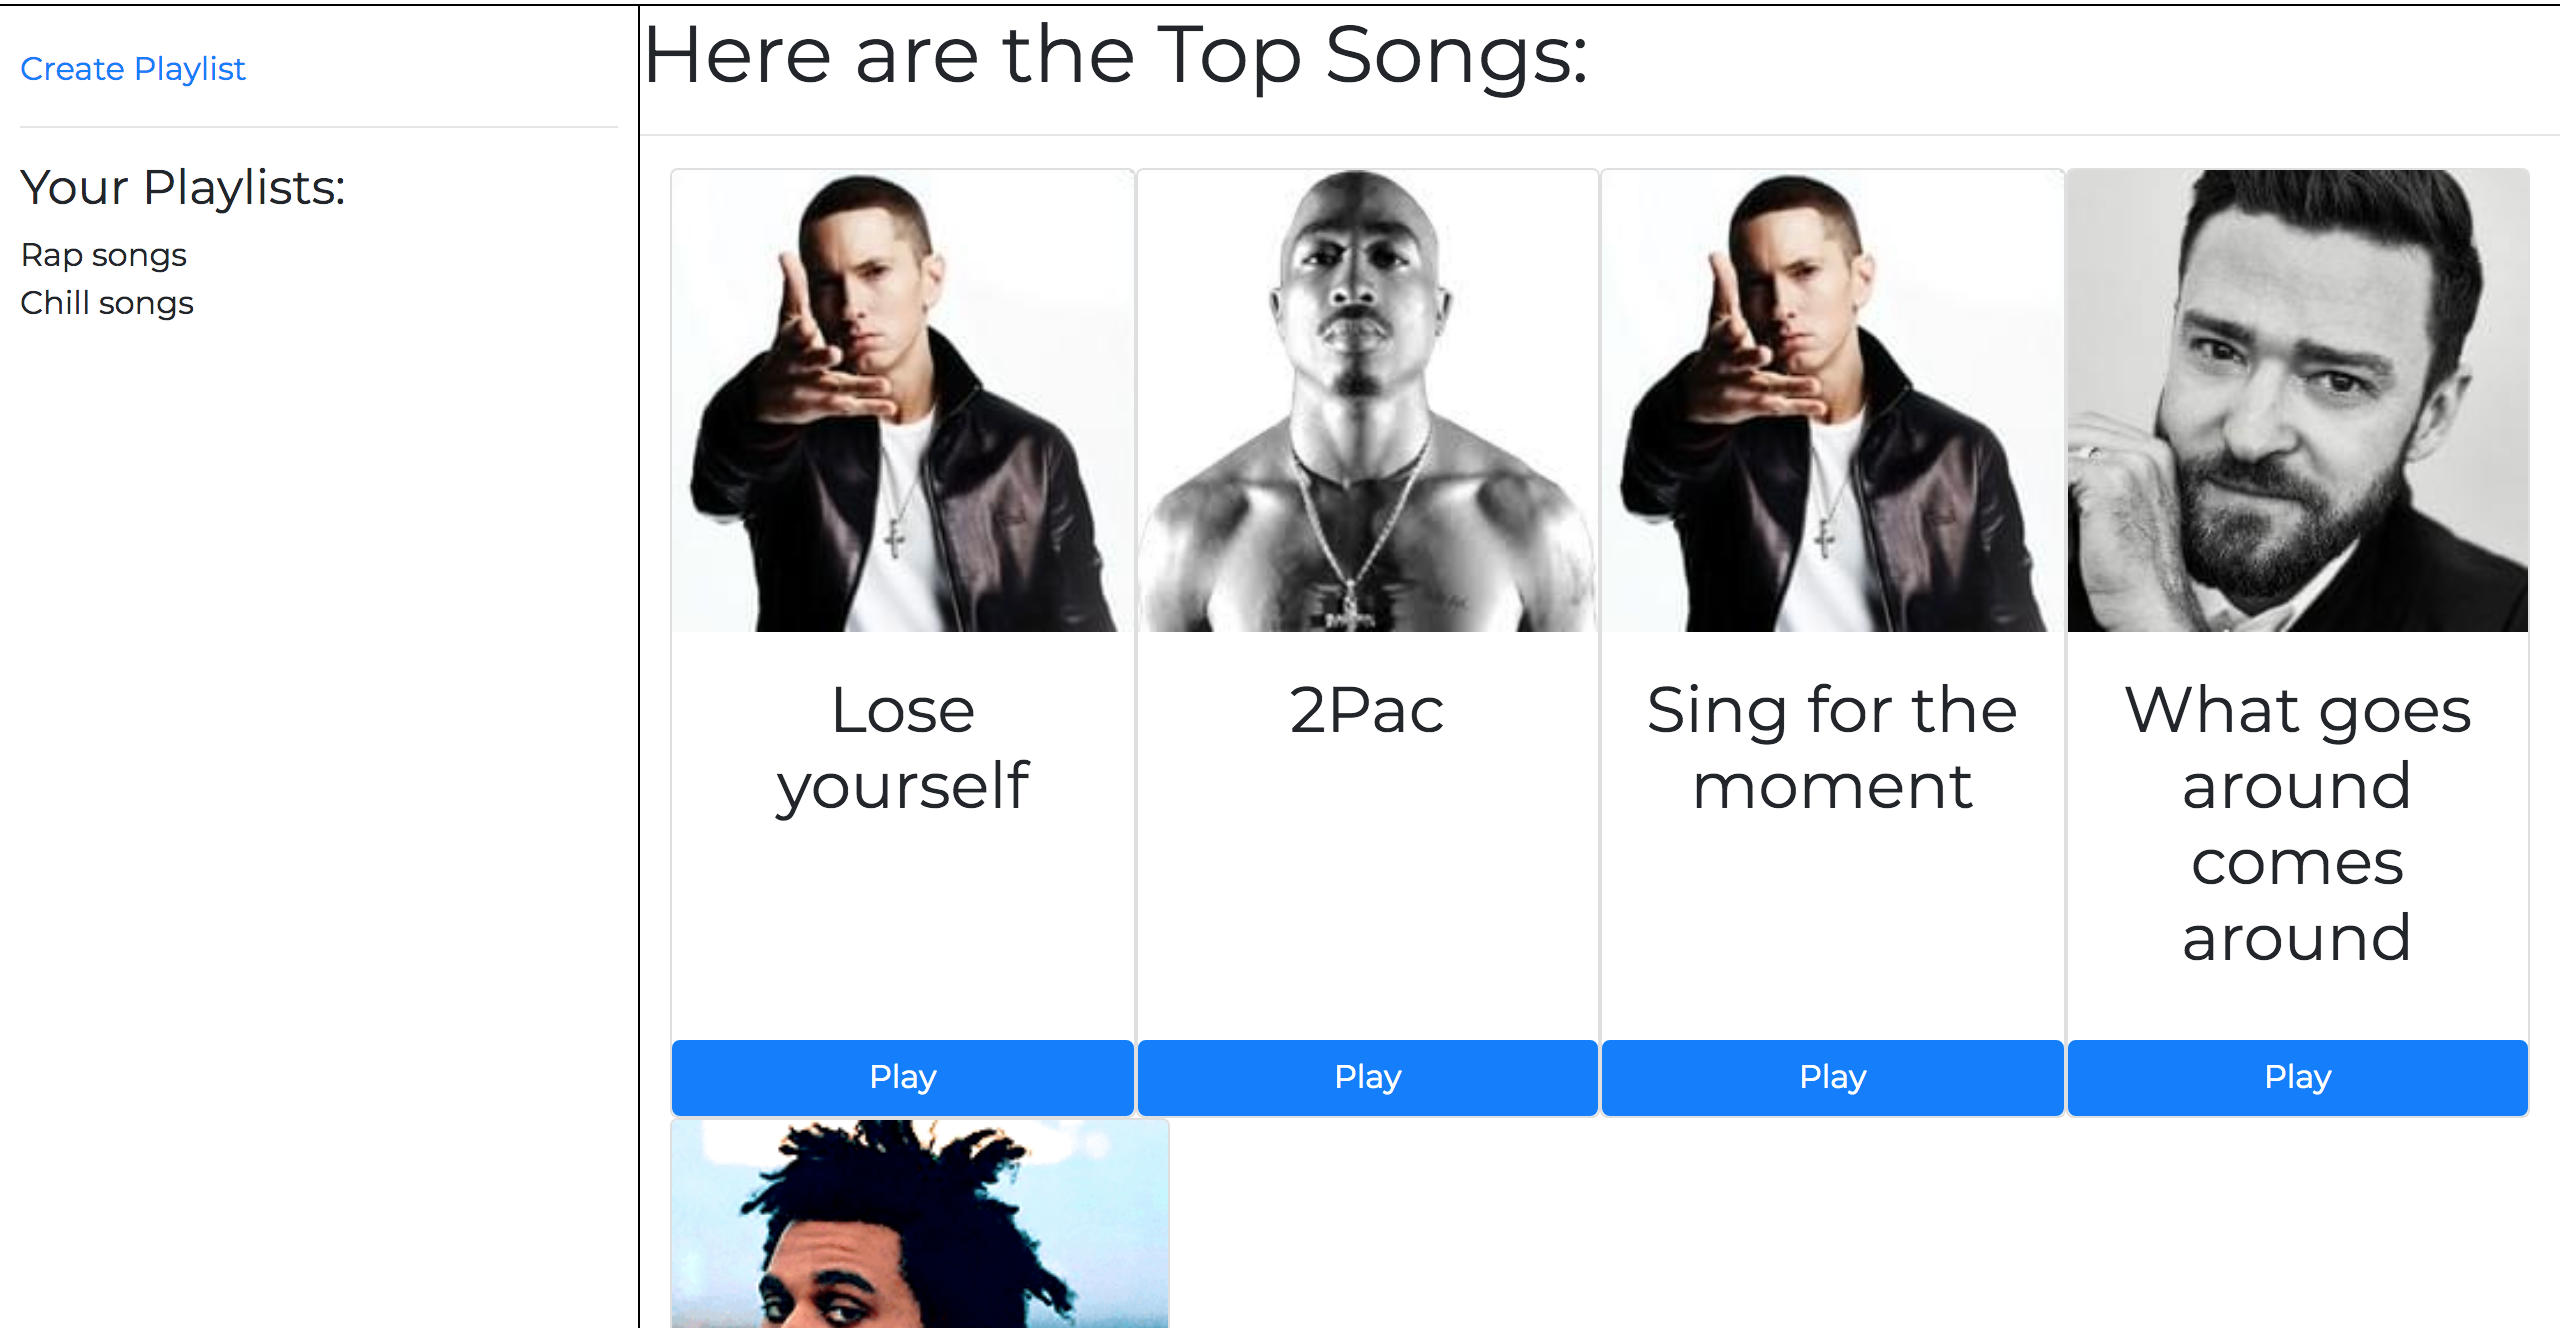 Create Playlist
Your Playlists:
Rap songs
Chill songs
Here are the Top Songs:
Lose
yourself
Play
2Pac
Play
Sing for the
moment
Play
What goes
around
comes
around
Play